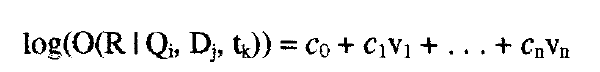 log(O(R | Qi, Dj, tk)) = c0 + c1v1 + . . . + cnvn